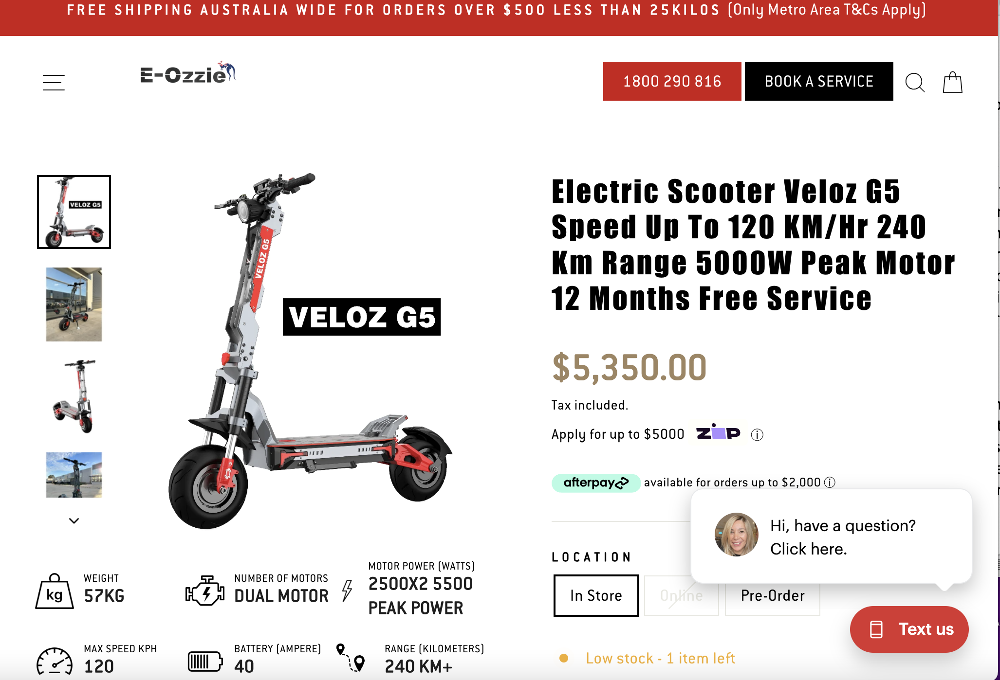 FREE SHIPPING AUSTRALIA WIDE FOR ORDERS OVER $500 LESS THAN 25KILOS (Only Metro Area T&Cs Apply)
E-Ozzie
1800 290 816
BOOK A SERVICE
VELOZ G5
VELOZ G5
VELOZ G5
Electric Scooter Veloz G5
Speed Up To 120 KM/Hr 240
Km Range 5000W Peak Motor
12 Months Free Service
$5,350.00
Tax included.
Apply for up to $5000 zip
afterpay available for orders up to $2,000
Hi, have a question?
Click here.
LOCATION
In Store
Online
Pre-Order
Text us
Low stock - 1 item left
kg
WEIGHT
57KG
NUMBER OF MOTORS
DUAL MOTOR
MOTOR POWER (WATTS)
2500X2 5500
PEAK POWER
MAX SPEED KPH
120
BATTERY (AMPERE)
40
RANGE (KILOMETERS)
240 KM+